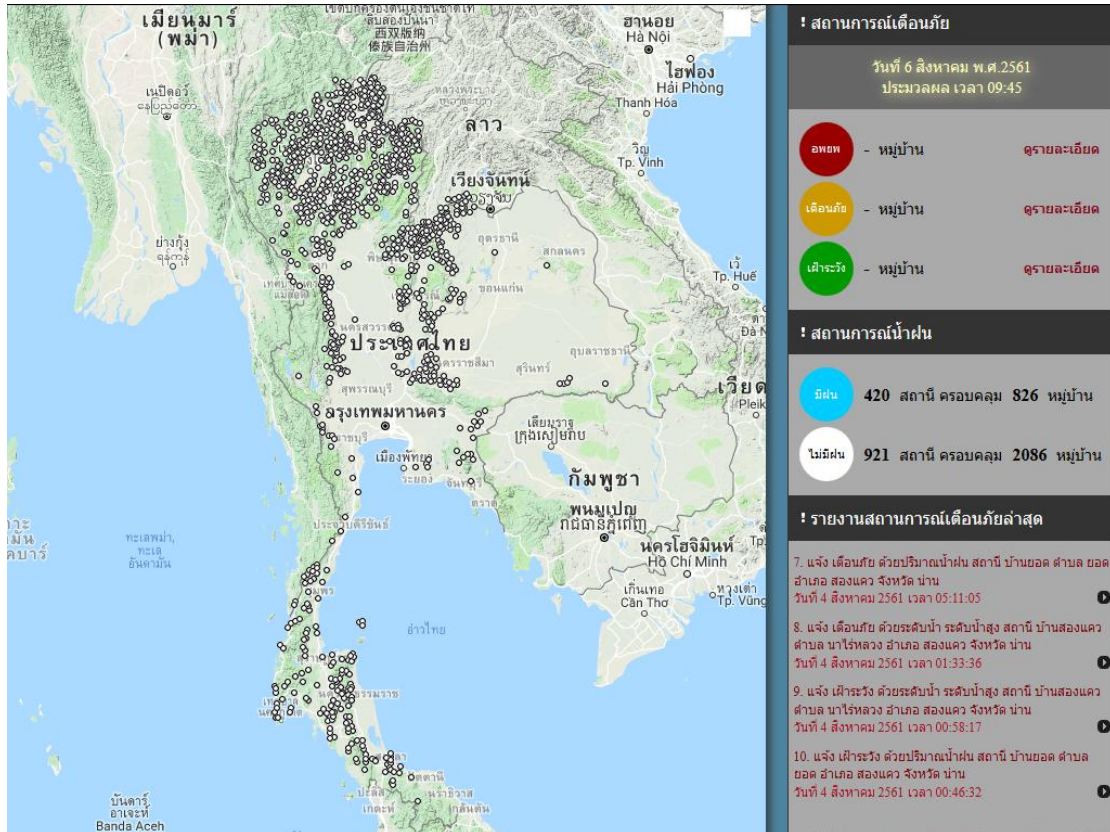 เมียนมาร์
(พม่า)
西双版纳
傣族自治州
ฮานอย
Hà Nội
ไฮฟอง
Hải Phòng
เนปิดอว์
Thanh Hóa
ลาว
วิญ
Tp. Vinh
เวียงจันทน์
ย่างกุ้ง
ရန်ကုန်
อุดรธานี
สกลนคร
เว้
Tp. Huế
ขอนแก่น
นครสวรรค์
ประเทศไทย
อุบลราชธานี
สุรินทร์
สุพรรณบุรี
เวียด
Pleik
กรุงเทพมหานคร
เสียมราฐ
เมืองพัทยา
ระยอง
จันทบุรี
ตราด
กัมพูชา
พนมเปญ
ประจวบคีรีขันธ์
นครโฮจิมินห์
Hồ Chí Minh
ทะเลพม่า,
ทะเล
อันดามัน
เกิ่นเทอ
Cần Thơ
Tp. Vũng
อ่าวไทย
ปัตตานี
นราธิวาส
บันดาร์
อาเจะห์
Banda Aceh
! สถานการณ์เตือนภัย
วันที่ 6 สิงหาคม พ.ศ.2561
ประมวลผล เวลา 09:45
อพยพ - หมู่บ้าน ดูรายละเอียด
เตือนภัย - หมู่บ้าน ดูรายละเอียด
เฝ้าระวัง - หมู่บ้าน ดูรายละเอียด
! สถานการณ์น้ำฝน
มีฝน 420 สถานี ครอบคลุม 826 หมู่บ้าน
ไม่มีฝน 921 สถานี ครอบคลุม 2086 หมู่บ้าน
! รายงานสถานการณ์เตือนภัยล่าสุด
7. แจ้ง เตือนภัย ด้วยปริมาณน้ำฝน สถานี บ้านยอด ตำบล ยอด
อำเภอ สองแคว จังหวัด น่าน
วันที่ 4 สิงหาคม 2561 เวลา 05:11:05
8. แจ้ง เตือนภัย ด้วยระดับน้ำ ระดับน้ำสูง สถานี บ้านสองแคว
ตำบล นาไร่หลวง อำเภอ สองแคว จังหวัด น่าน
วันที่ 4 สิงหาคม 2561 เวลา 01:33:36
9. แจ้ง เฝ้าระวัง ด้วยระดับน้ำ ระดับน้ำสูง สถานี บ้านสองแคว
ตำบล นาไร่หลวง อำเภอ สองแคว จังหวัด น่าน
วันที่ 4 สิงหาคม 2561 เวลา 00:58:17
10. แจ้ง เฝ้าระวัง ด้วยปริมาณน้ำฝน สถานี บ้านยอด ตำบล
ยอด อำเภอ สองแคว จังหวัด น่าน
วันที่ 4 สิงหาคม 2561 เวลา 00:46:32